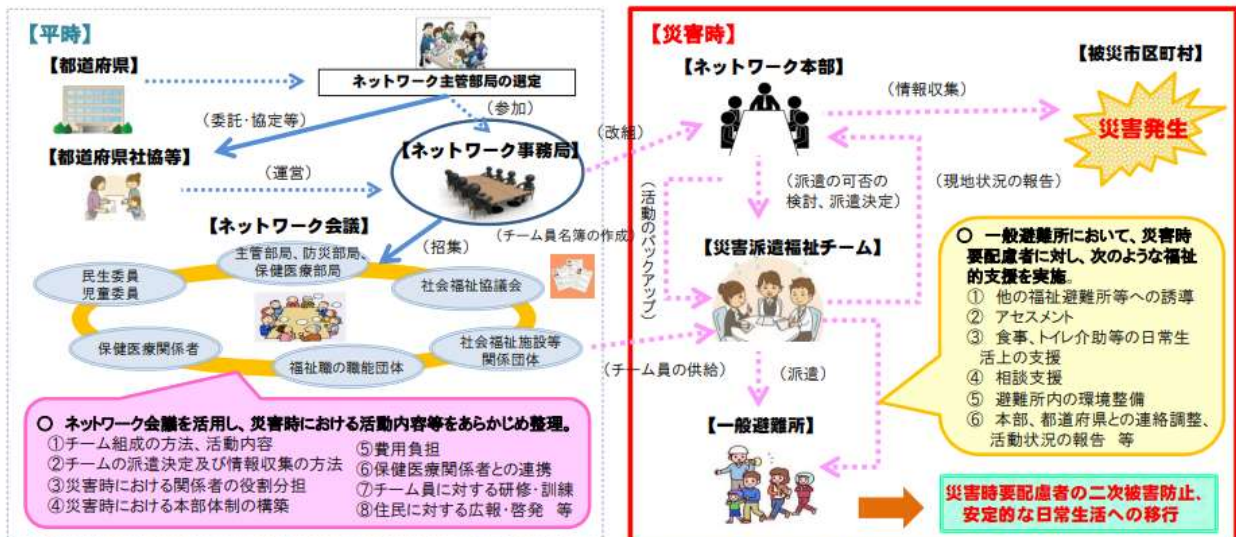 【平時】
【都道府県】
ネットワーク主管部局の選定
(委託・協定等)
(参加)
【都道府県社協等】
(運営)
【ネットワーク事務局】
(改組)
【ネットワーク会議】
(招集)
(チーム員名簿の作成)
主管部局、防災部局、
保健医療部局
民生委員
児童委員
社会福祉協議会
保健医療関係者
福祉職の職能団体
社会福祉施設等
関係団体
(チーム員の供給)
○ ネットワーク会議を活用し、災害時における活動内容等をあらかじめ整理。
①チーム組成の方法、活動内容
②チームの派遣決定及び情報収集の方法
③災害時における関係者の役割分担
④災害時における本部体制の構築
⑤費用負担
⑥保健医療関係者との連携
⑦チーム員に対する研修・訓練
⑧住民に対する広報・啓発 等
【災害時】
【ネットワーク本部】
(情報収集)
【被災市区町村】
災害発生
(派遣の可否の
検討、派遣決定)
(現地状況の報告)
(活動のバックアップ)
【災害派遣福祉チーム】
(派遣)
【一般避難所】
○ 一般避難所において、災害時
要配慮者に対し、次のような福祉
的支援を実施。
① 他の福祉避難所等への誘導
② アセスメント
③ 食事、トイレ介助等の日常生
活上の支援
④ 相談支援
⑤ 避難所内の環境整備
⑥ 本部、都道府県との連絡調整、
活動状況の報告 等
災害時要配慮者の二次被害防止、
安定的な日常生活への移行